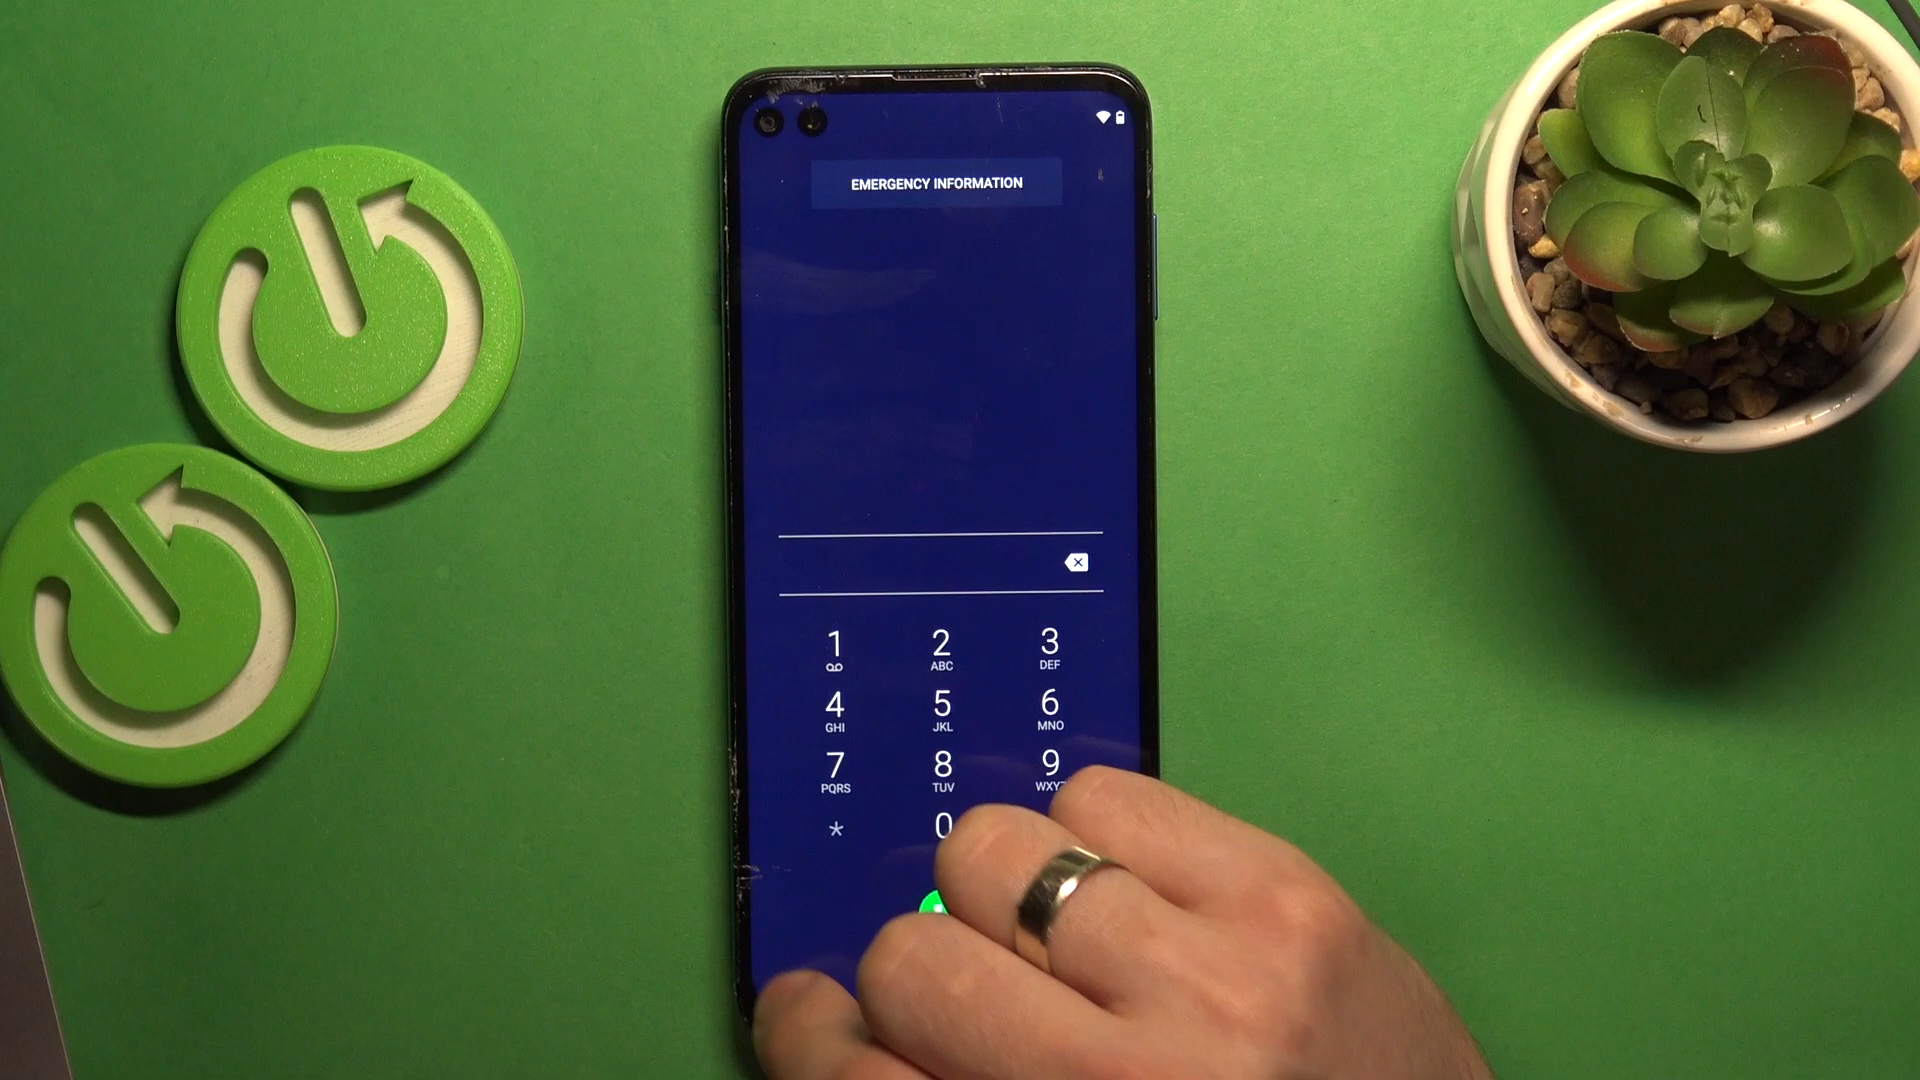 EMERGENCY INFORMATION
1 2 3
ABC DEF
4 5 6
GHI JKL MNO
7 8 9
PQRS TUV WXY
* 0